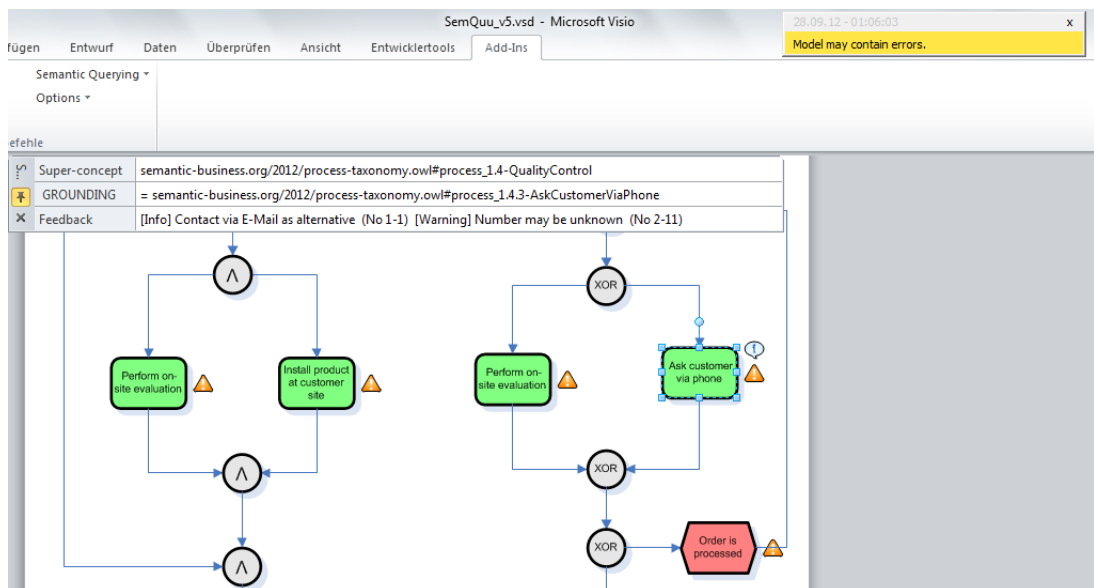 SemQuu_v5.vsd - Microsoft Visio
28.09.12 - 01:06:03 x
Model may contain errors.
fügen Entwurf Daten Überprüfen Ansicht Entwicklertools Add-Ins
Semantic Querying
Options
efehle
Super-concept semantic-business.org/2012/process-taxonomy.owl#process_1.4-QualityControl
GROUNDING = semantic-business.org/2012/process-taxonomy.owl#process_1.4.3-AskCustomerViaPhone
Feedback [Info] Contact via E-Mail as alternative (No 1-1) [Warning] Number may be unknown (No 2-11)
Λ
XOR
Perform on-
site evaluation
Install product
at customer
site
Perform on-
site evaluation
Ask customer
via phone
Λ
XOR
Λ
XOR
Order is
processed